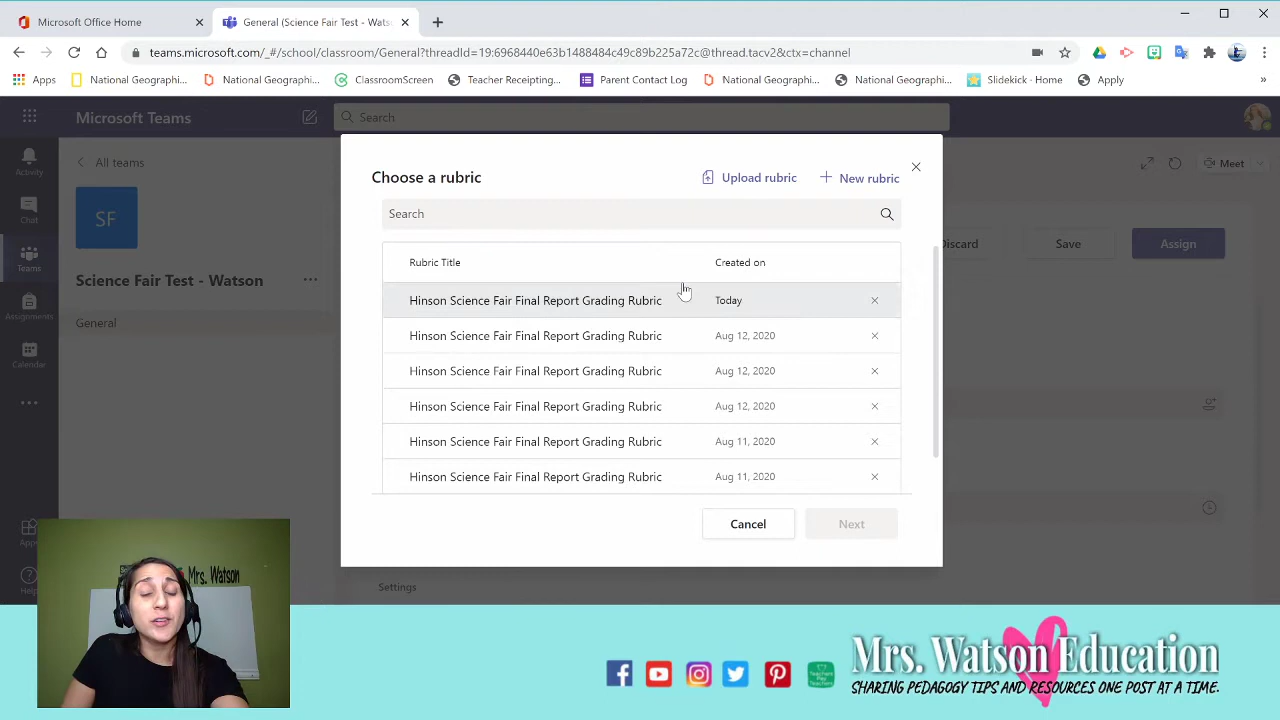 Microsoft Office Home
General (Science Fair Test - Wats
teams.microsoft.com/_#/school/classroom/General?threadId=19:6968440e63b1488484c49c89b225a72c@thread.tacv2&ctx=channel
Apps
National Geographi...
National Geographi...
ClassroomScreen
Teacher Receipting...
Parent Contact Log
National Geographi...
National Geographi...
Slidekick - Home
Apply
Microsoft Teams
Search
Activity
Chat
Teams
Assignments
Calendar
All teams
SF
Science Fair Test - Watson
General
Meet
Discard
Save
Assign
Choose a rubric
Upload rubric
New rubric
Search
Rubric Title Created on
Hinson Science Fair Final Report Grading Rubric Today
Hinson Science Fair Final Report Grading Rubric Aug 12, 2020
Hinson Science Fair Final Report Grading Rubric Aug 12, 2020
Hinson Science Fair Final Report Grading Rubric Aug 12, 2020
Hinson Science Fair Final Report Grading Rubric Aug 11, 2020
Hinson Science Fair Final Report Grading Rubric Aug 11, 2020
Cancel
Next
Settings
Apps
Help
Mrs. Watson
Mrs. Watson Education
SHARING PEDAGOGY TIPS AND RESOURCES ONE POST AT A TIME.